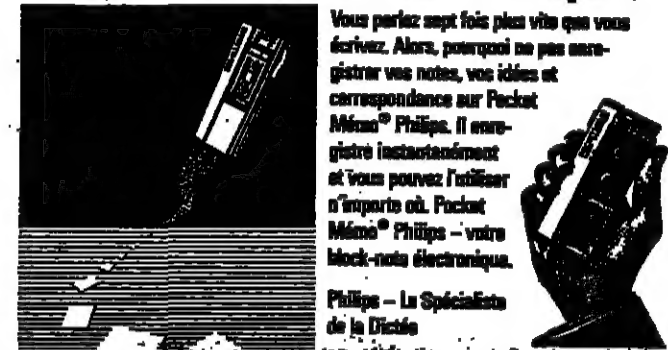 Vous parlez sept fois plus vite que vous
écrivez. Alors, pourquoi ne pas enre-
gistrer vos notes, vos idées et
correspondance sur Pocket
Mémo® Philips. Il enre-
gistre instantanément
et vous pouvez l'utiliser
n'importe où. Pocket
Mémo® Philips – votre
block-note électronique.
Philips – La Spécialiste
de la Dictée